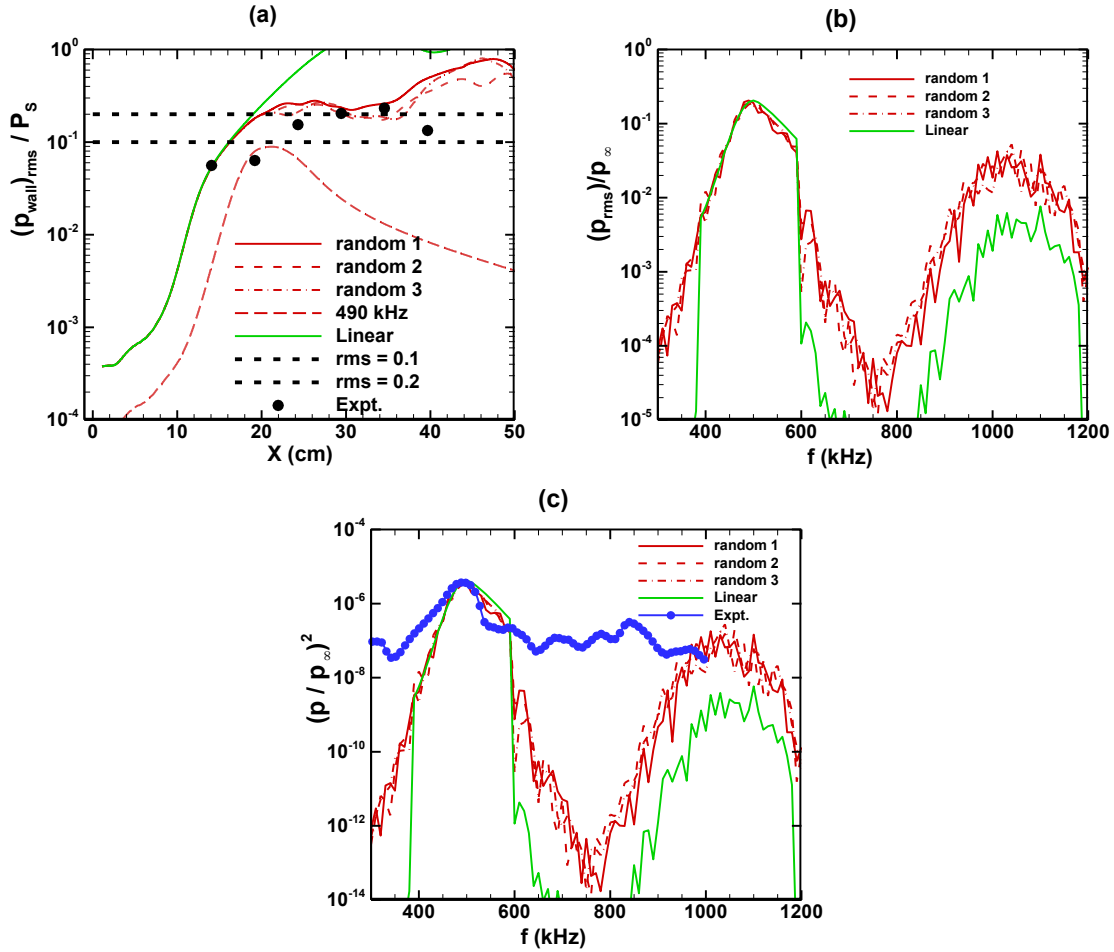 (a)
(p_wall)_rms / P_S
10^0
10^-1
10^-2
10^-3
10^-4
0 10 20 30 40 50
X (cm)
random 1
random 2
random 3
490 kHz
Linear
rms = 0.1
rms = 0.2
Expt.
(b)
(p_rms)/p_∞
10^0
10^-1
10^-2
10^-3
10^-4
10^-5
400 600 800 1000 1200
f (kHz)
random 1
random 2
random 3
Linear
(c)
(p / p_∞)^2
10^-4
10^-6
10^-8
10^-10
10^-12
10^-14
400 600 800 1000 1200
f (kHz)
random 1
random 2
random 3
Linear
Expt.